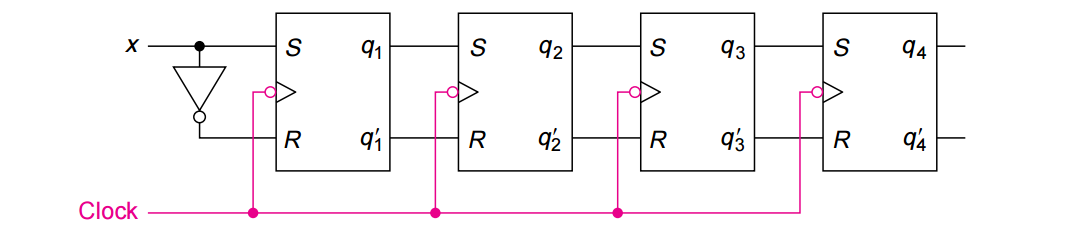 x S q₁ S q₂ S q₃ S q₄
R q′₁ R q′₂ R q′₃ R q′₄
Clock